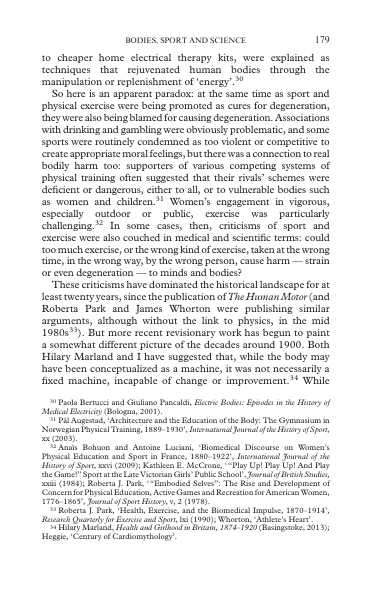 BODIES, SPORT AND SCIENCE 179
to cheaper home electrical therapy kits, were explained as
techniques that rejuvenated human bodies through the
manipulation or replenishment of ‘energy’.30
So here is an apparent paradox: at the same time as sport and
physical exercise were being promoted as cures for degeneration,
they were also being blamed for causing degeneration. Associations
with drinking and gambling were obviously problematic, and some
sports were routinely condemned as too violent or competitive to
create appropriate moral feelings, but there was a connection to real
bodily harm too: supporters of various competing systems of
physical training often suggested that their rivals’ schemes were
deficient or dangerous, either to all, or to vulnerable bodies such
as women and children.31 Women’s engagement in vigorous,
especially outdoor or public, exercise was particularly
challenging.32 In some cases, then, criticisms of sport and
exercise were also couched in medical and scientific terms: could
too much exercise, or the wrong kind of exercise, taken at the wrong
time, in the wrong way, by the wrong person, cause harm — strain
or even degeneration — to minds and bodies?
These criticisms have dominated the historical landscape for at
least twenty years, since the publication of The Human Motor (and
Roberta Park and James Whorton were publishing similar
arguments, although without the link to physics, in the mid
1980s33). But more recent revisionary work has begun to paint
a somewhat different picture of the decades around 1900. Both
Hilary Marland and I have suggested that, while the body may
have been conceptualized as a machine, it was not necessarily a
fixed machine, incapable of change or improvement.34 While
30 Paola Bertucci and Giuliano Pancaldi, Electric Bodies: Episodes in the History of
Medical Electricity (Bologna, 2001).
31 Pål Augestad, ‘Architecture and the Education of the Body: The Gymnasium in
Norwegian Physical Training, 1889–1930’, International Journal of the History of Sport,
xx (2003).
32 Anaïs Bohuon and Antoine Luciani, ‘Biomedical Discourse on Women’s
Physical Education and Sport in France, 1880–1922’, International Journal of the
History of Sport, xxvi (2009); Kathleen E. McCrone, ‘“Play Up! Play Up! And Play
the Game!” Sport at the Late Victorian Girls’ Public School’, Journal of British Studies,
xxiii (1984); Roberta J. Park, ‘“Embodied Selves”: The Rise and Development of
Concern for Physical Education, Active Games and Recreation for American Women,
1776–1865’, Journal of Sport History, v, 2 (1978).
33 Roberta J. Park, ‘Health, Exercise, and the Biomedical Impulse, 1870–1914’,
Research Quarterly for Exercise and Sport, lxi (1990); Whorton, ‘Athlete’s Heart’.
34 Hilary Marland, Health and Girlhood in Britain, 1874–1920 (Basingstoke, 2013);
Heggie, ‘Century of Cardiomythology’.